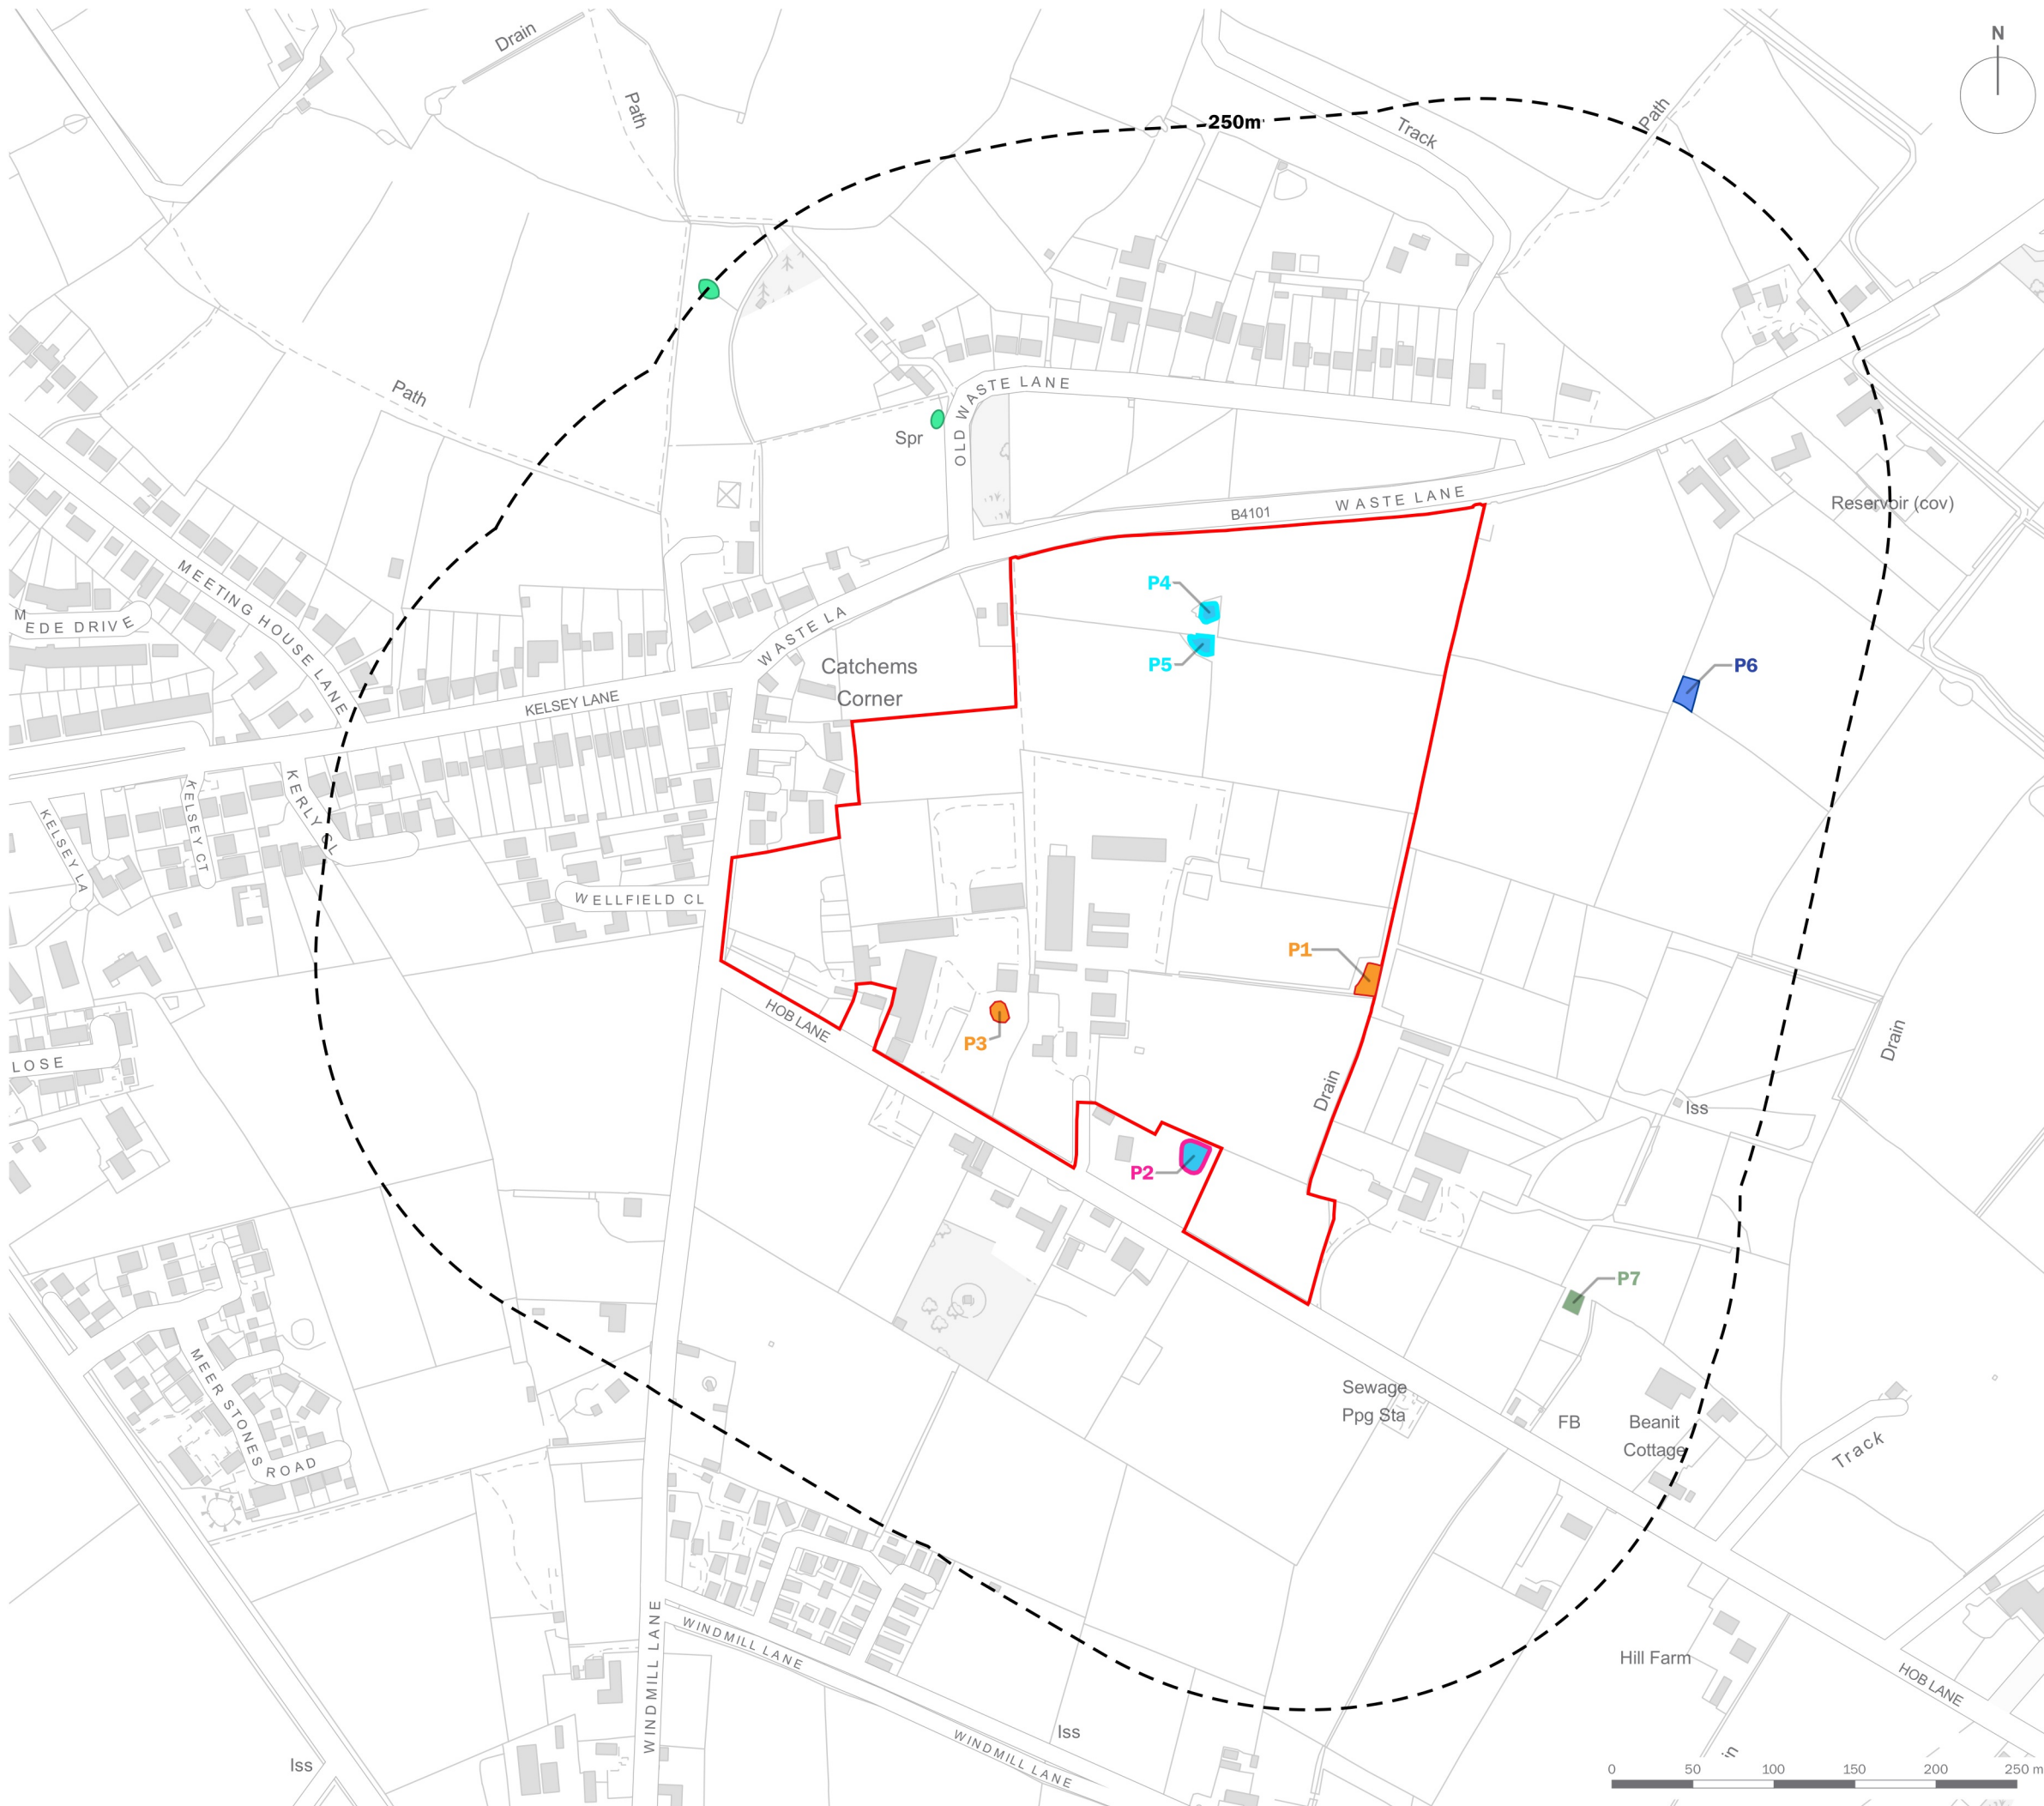 N
Drain
Path
250m
Track
Path
Path
OLD WASTE LANE
Spr
WASTE LANE
B4101
Reservoir (cov)
MEETING HOUSE LANE
M
EDE DRIVE
P4
P5
P6
WASTE LA
Catchems
Corner
KELSEY LANE
KELSEY LA
KELSEY CT
KERLY CL
WELLFIELD CL
P1
HOB LANE
P3
Drain
Drain
LOSE
Iss
P2
P7
MEER STONES
ROAD
Sewage
Ppg Sta
FB
Beanit
Cottage
Track
WINDMILL LANE
WINDMILL LANE
Hill Farm
HOB LANE
Iss
WINDMILL LANE
Iss
in
0 50 100 150 200 250 m